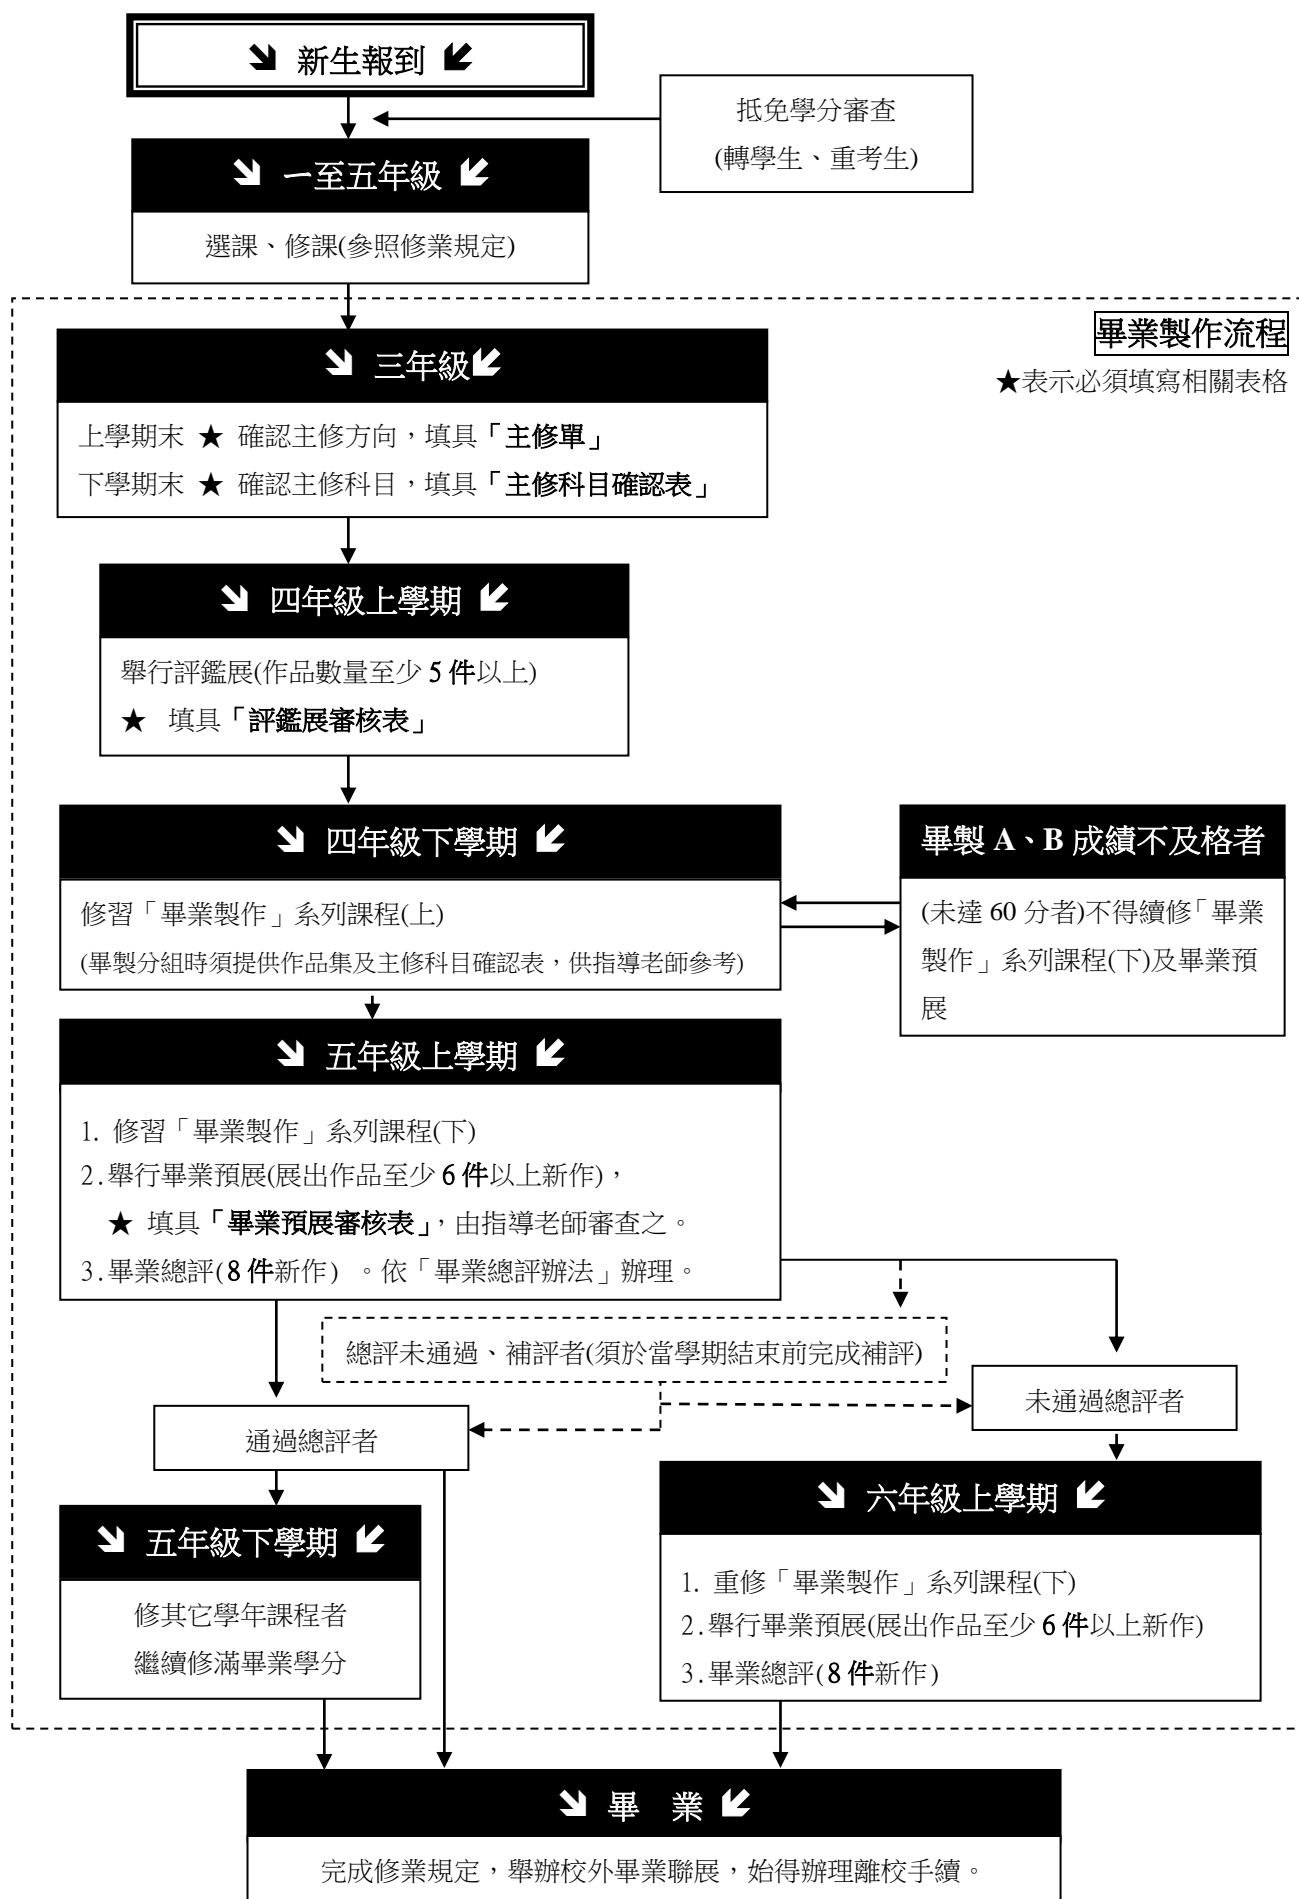 新生報到
抵免學分審查
(轉學生、重考生)
一至五年級
選課、修課(參照修業規定)
畢業製作流程
★表示必須填寫相關表格
三年級
上學期末 ★ 確認主修方向，填具「主修單」
下學期末 ★ 確認主修科目，填具「主修科目確認表」
四年級上學期
舉行評鑑展(作品數量至少 5 件以上)
★ 填具「評鑑展審核表」
四年級下學期
修習「畢業製作」系列課程(上)
(畢製分組時須提供作品集及主修科目確認表，供指導老師參考)
畢製 A、B 成績不及格者
(未達 60 分者)不得續修「畢業
製作」系列課程(下)及畢業預
展
五年級上學期
1. 修習「畢業製作」系列課程(下)
2.舉行畢業預展(展出作品至少 6 件以上新作)，
★ 填具「畢業預展審核表」，由指導老師審查之。
3.畢業總評(8 件新作) 。依「畢業總評辦法」辦理。
總評未通過、補評者(須於當學期結束前完成補評)
未通過總評者
通過總評者
五年級下學期
修其它學年課程者
繼續修滿畢業學分
六年級上學期
1. 重修「畢業製作」系列課程(下)
2.舉行畢業預展(展出作品至少 6 件以上新作)
3.畢業總評(8 件新作)
畢 業
完成修業規定，舉辦校外畢業聯展，始得辦理離校手續。